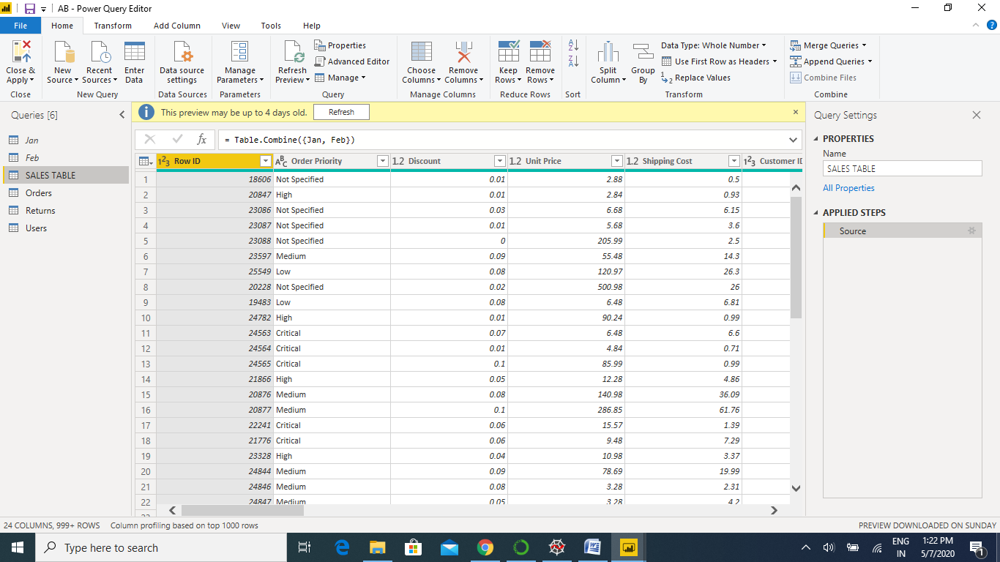 AB - Power Query Editor
File Home Transform Add Column View Tools Help
Close & Apply
New Source
Recent Sources
Enter Data
Data source settings
Manage Parameters
Refresh Preview
Properties
Advanced Editor
Manage
Choose Columns
Remove Columns
Keep Rows
Remove Rows
A Z
Z A
Split Column
Group By
Data Type: Whole Number
Use First Row as Headers
1 2 Replace Values
Merge Queries
Append Queries
Combine Files
Close New Query Data Sources Parameters Query Manage Columns Reduce Rows Sort Transform Combine
Queries [6]
Jan
Feb
SALES TABLE
Orders
Returns
Users
This preview may be up to 4 days old. Refresh
fx = Table.Combine({Jan, Feb})
123 Row ID ABC Order Priority 1.2 Discount 1.2 Unit Price 1.2 Shipping Cost 123 Customer ID
1 18606 Not Specified 0.01 2.88 0.5
2 20847 High 0.01 2.84 0.93
3 23086 Not Specified 0.03 6.68 6.15
4 23087 Not Specified 0.01 5.68 3.6
5 23088 Not Specified 0 205.99 2.5
6 23597 Medium 0.09 55.48 14.3
7 25549 Low 0.08 120.97 26.3
8 20228 Not Specified 0.02 500.98 26
9 19483 Low 0.08 6.48 6.81
10 24782 High 0.01 90.24 0.99
11 24563 Critical 0.07 6.48 6.6
12 24564 Critical 0.01 4.84 0.71
13 24565 Critical 0.1 85.99 0.99
14 21866 High 0.05 12.28 4.86
15 20876 Medium 0.08 140.98 36.09
16 20877 Medium 0.1 286.85 61.76
17 22241 Critical 0.06 15.57 1.39
18 21776 Critical 0.06 9.48 7.29
19 23328 High 0.04 10.98 3.37
20 24844 Medium 0.09 78.69 19.99
21 24846 Medium 0.08 3.28 2.31
22 24847 Medium 0.05 3.28 4.2
Query Settings
PROPERTIES
Name
SALES TABLE
All Properties
APPLIED STEPS
Source
24 COLUMNS, 999+ ROWS Column profiling based on top 1000 rows PREVIEW DOWNLOADED ON SUNDAY
Type here to search
ENG
IN
1:22 PM
5/7/2020
1